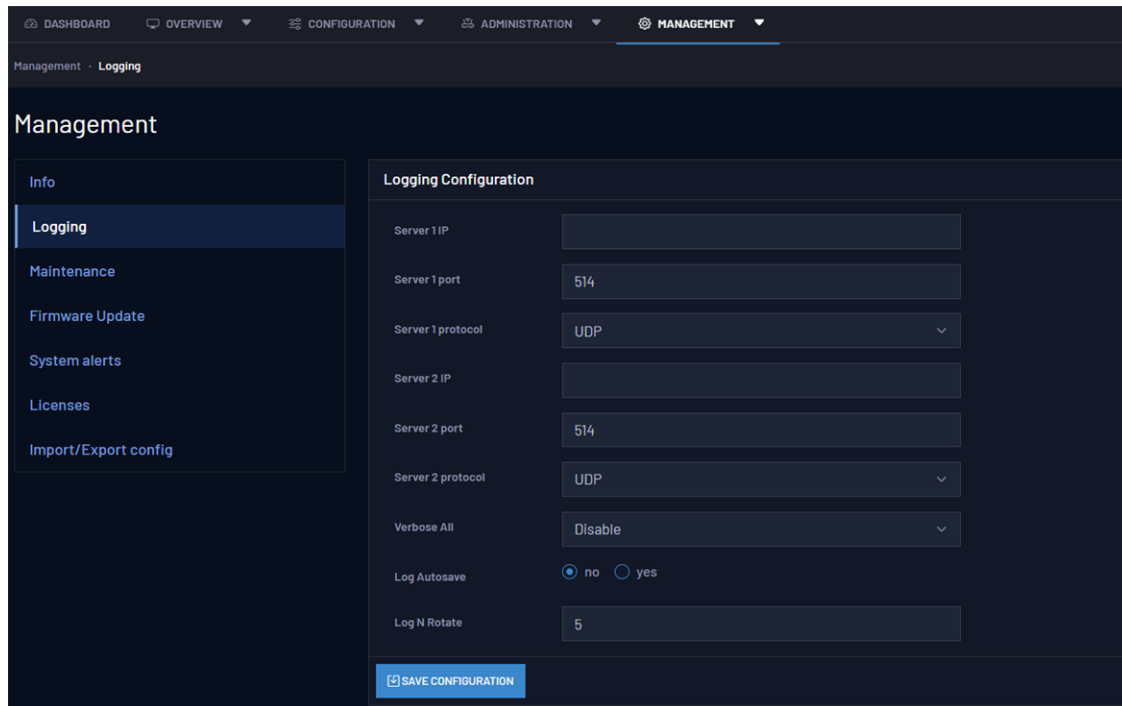 DASHBOARD OVERVIEW CONFIGURATION ADMINISTRATION MANAGEMENT
Management · Logging
Management
Info
Logging
Maintenance
Firmware Update
System alerts
Licenses
Import/Export config
Logging Configuration
Server 1 IP
Server 1 port 514
Server 1 protocol UDP
Server 2 IP
Server 2 port 514
Server 2 protocol UDP
Verbose All Disable
Log Autosave no yes
Log N Rotate 5
SAVE CONFIGURATION